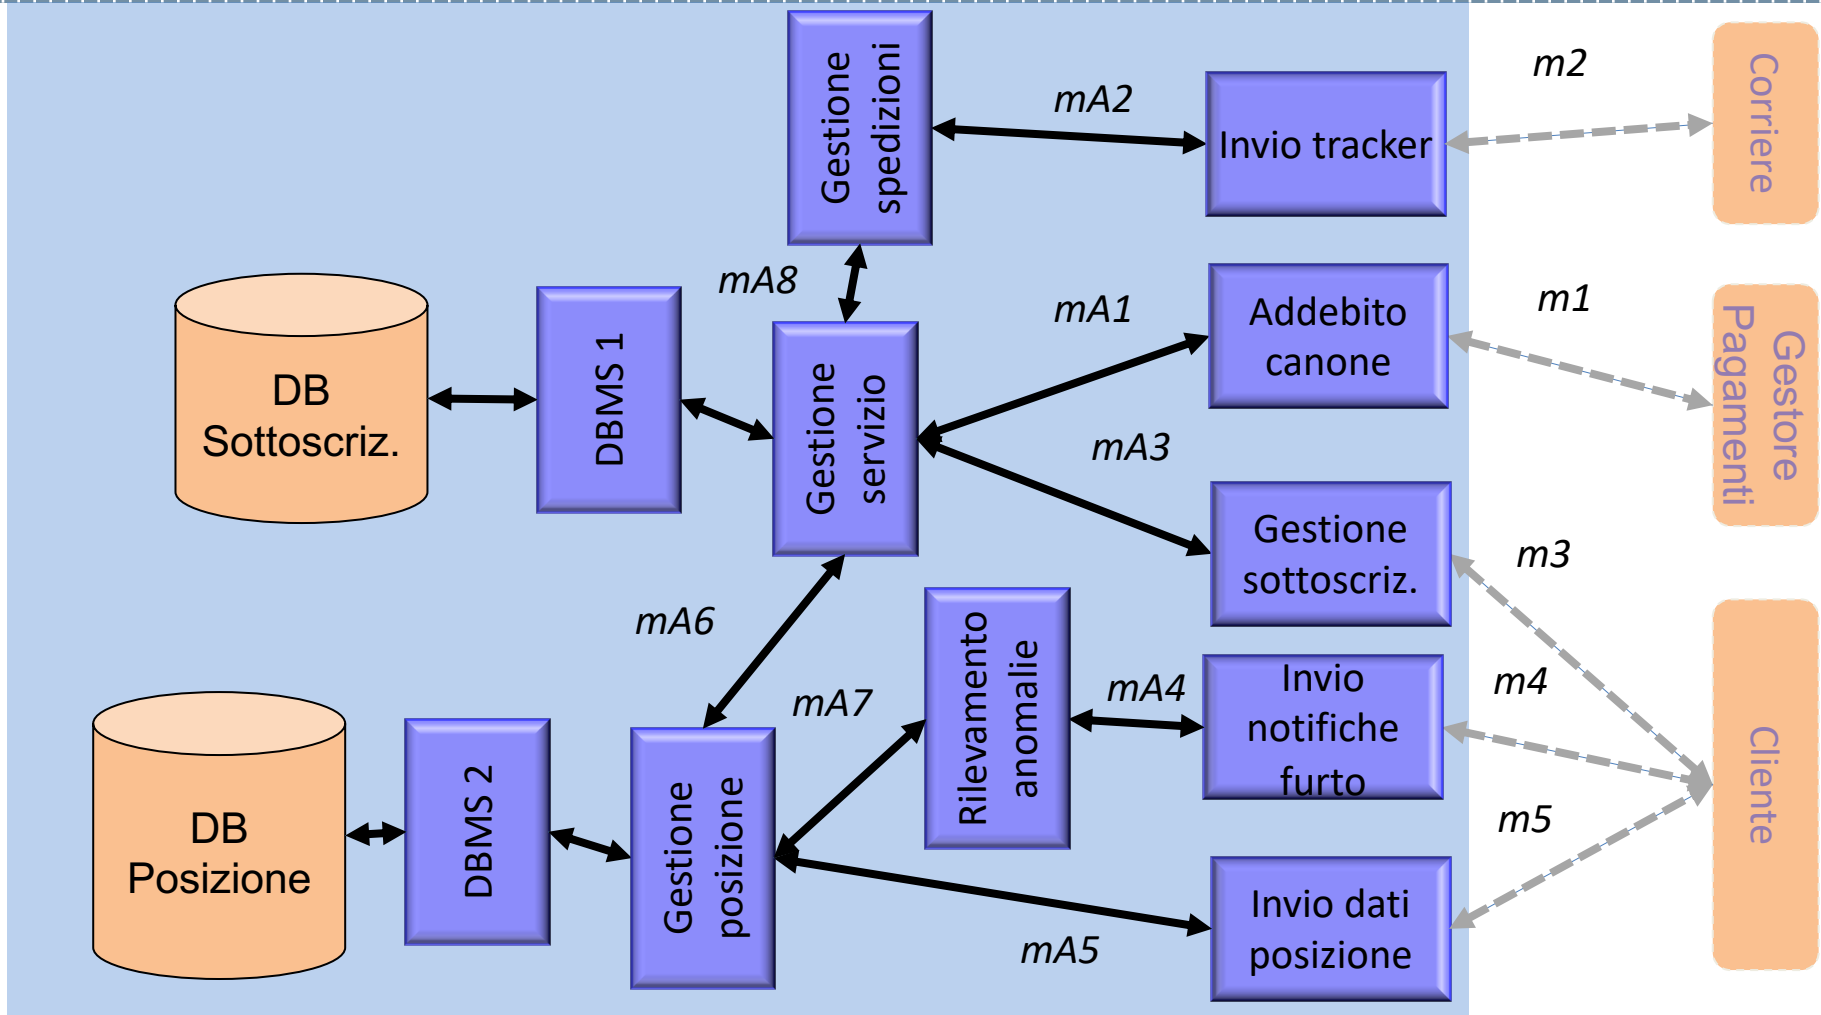 Gestione
spedizioni
mA2
Invio tracker
m2
Corriere
mA8
mA1
Addebito
canone
m1
Gestore
Pagamenti
DB
Sottoscriz.
DBMS 1
Gestione
servizio
mA3
Gestione
sottoscriz.
m3
mA6
Rilevamento
anomalie
mA7
mA4
Invio
notifiche
furto
m4
Cliente
DB
Posizione
DBMS 2
Gestione
posizione
mA5
Invio dati
posizione
m5